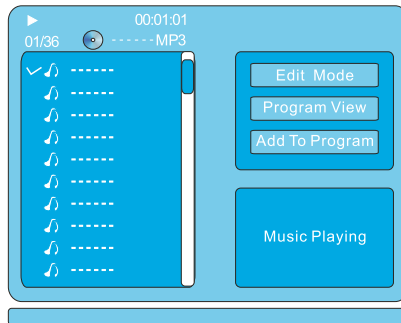 00:01:01
01/36 ------MP3
------
------
------
------
------
------
------
------
------
------
Edit Mode
Program View
Add To Program
Music Playing